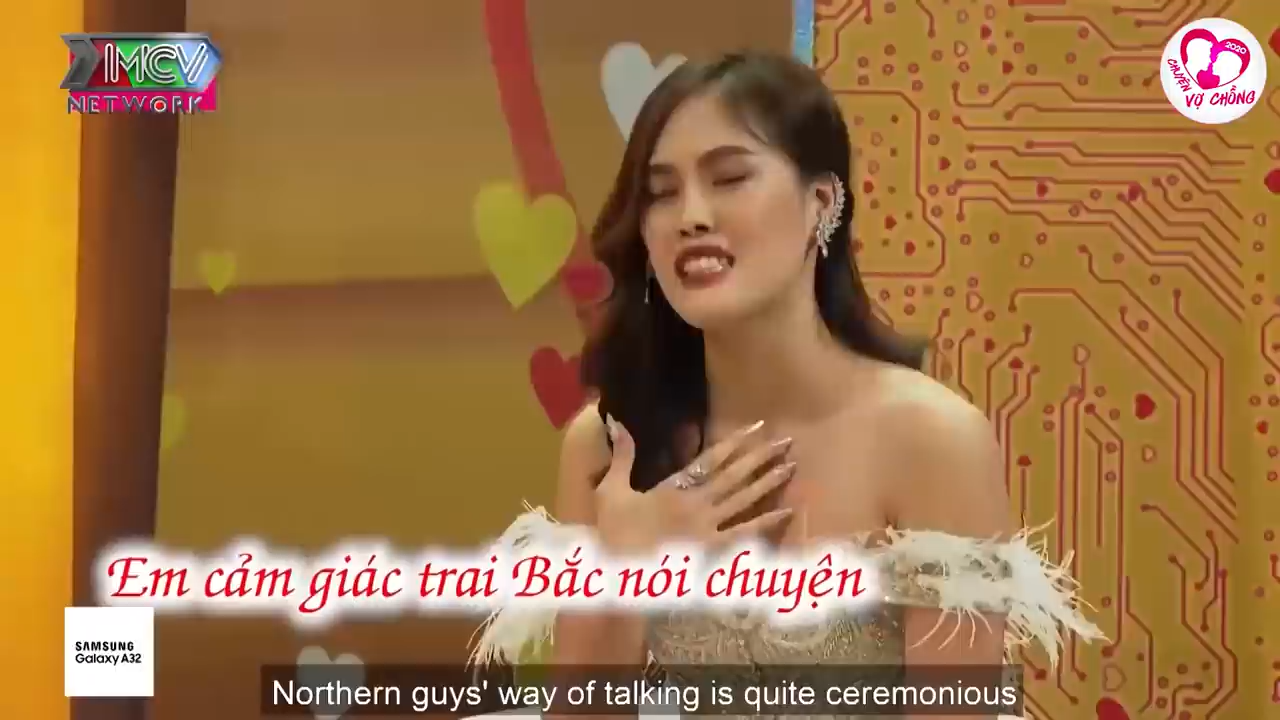 MCV
NETWORK
2020
CHUYỆN
VỢ CHỒNG
Em cảm giác trai Bắc nói chuyện
SAMSUNG
Galaxy A32
Northern guys' way of talking is quite ceremonious